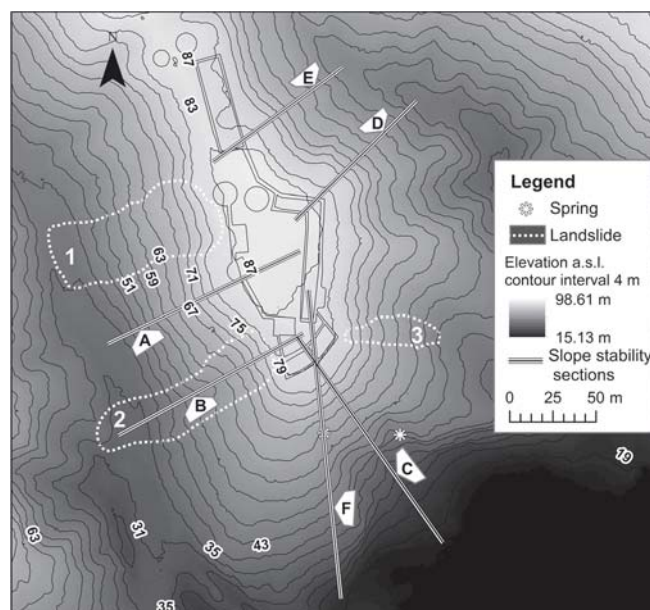 N
87
83
E
D
1
63
59
51
71
67
87
A
75
79
2
B
3
C
F
63
31
35
43
35
19
Legend
Spring
Landslide
Elevation a.s.l.
contour interval 4 m
98.61 m
15.13 m
Slope stability
sections
0 25 50 m